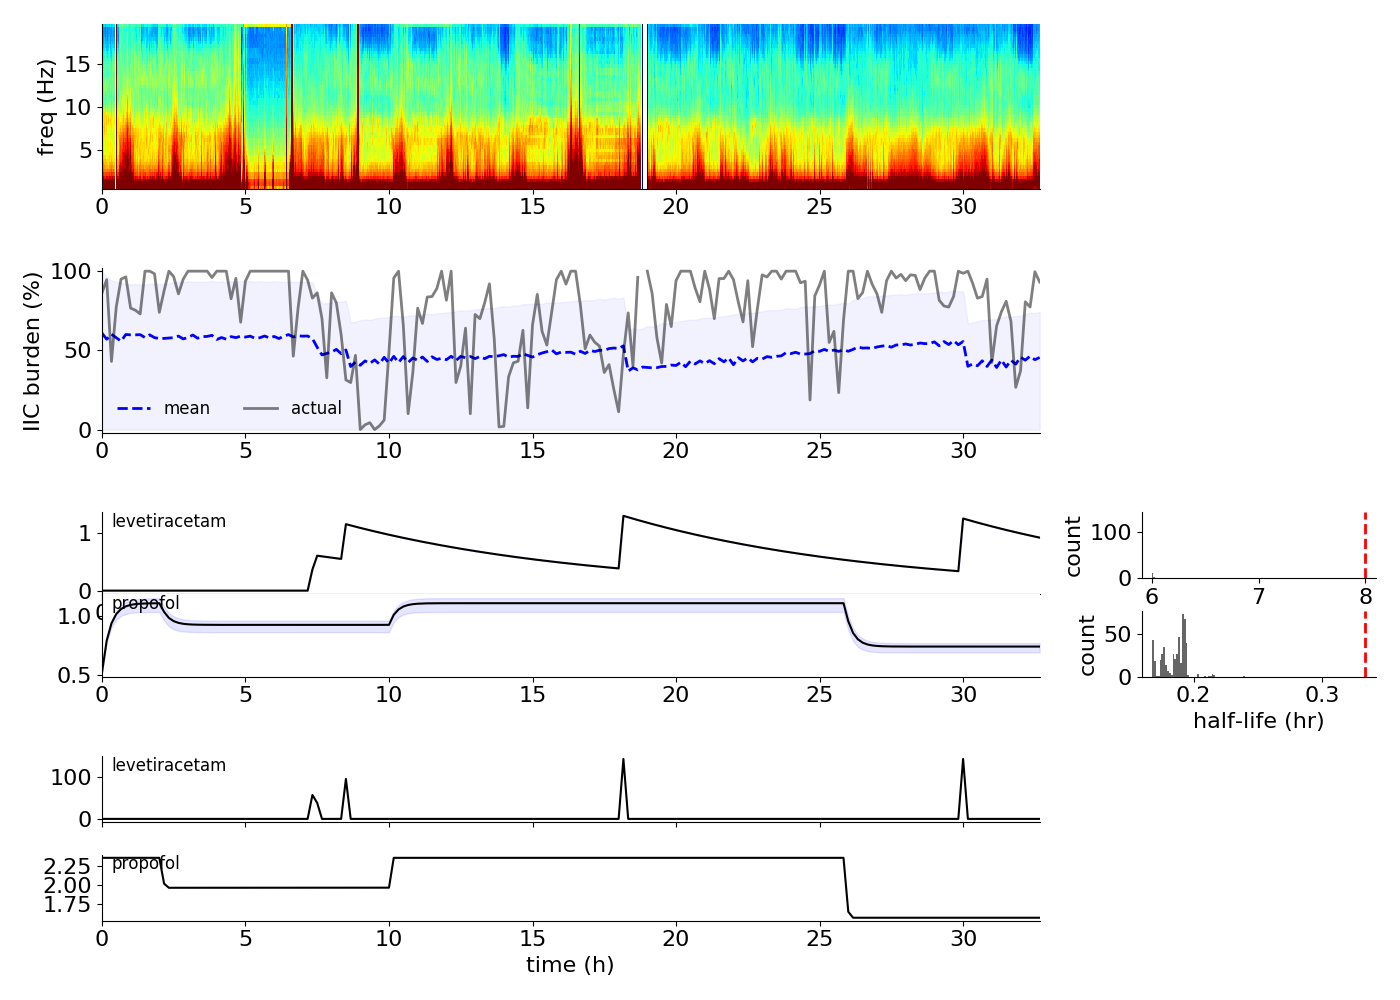 freq (Hz)
15
10
5
0 5 10 15 20 25 30
IIC burden (%)
100
50
0
mean actual
0 5 10 15 20 25 30
levetiracetam
1
0
count
100
0
6 7 8
propofol
1.0
0.5
0 5 10 15 20 25 30
count
50
0
0.2 0.3
half-life (hr)
levetiracetam
100
0
propofol
2.25
2.00
1.75
0 5 10 15 20 25 30
time (h)